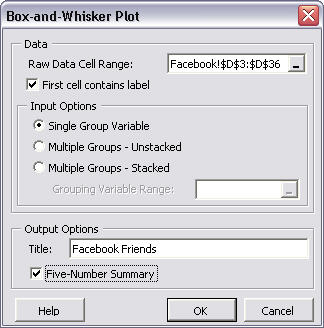 Box-and-Whisker Plot
Data
Raw Data Cell Range: Facebook!$D$3:$D$36 _
First cell contains label
Input Options
Single Group Variable
Multiple Groups - Unstacked
Multiple Groups - Stacked
Grouping Variable Range: _
Output Options
Title: Facebook Friends
Five-Number Summary
Help OK Cancel